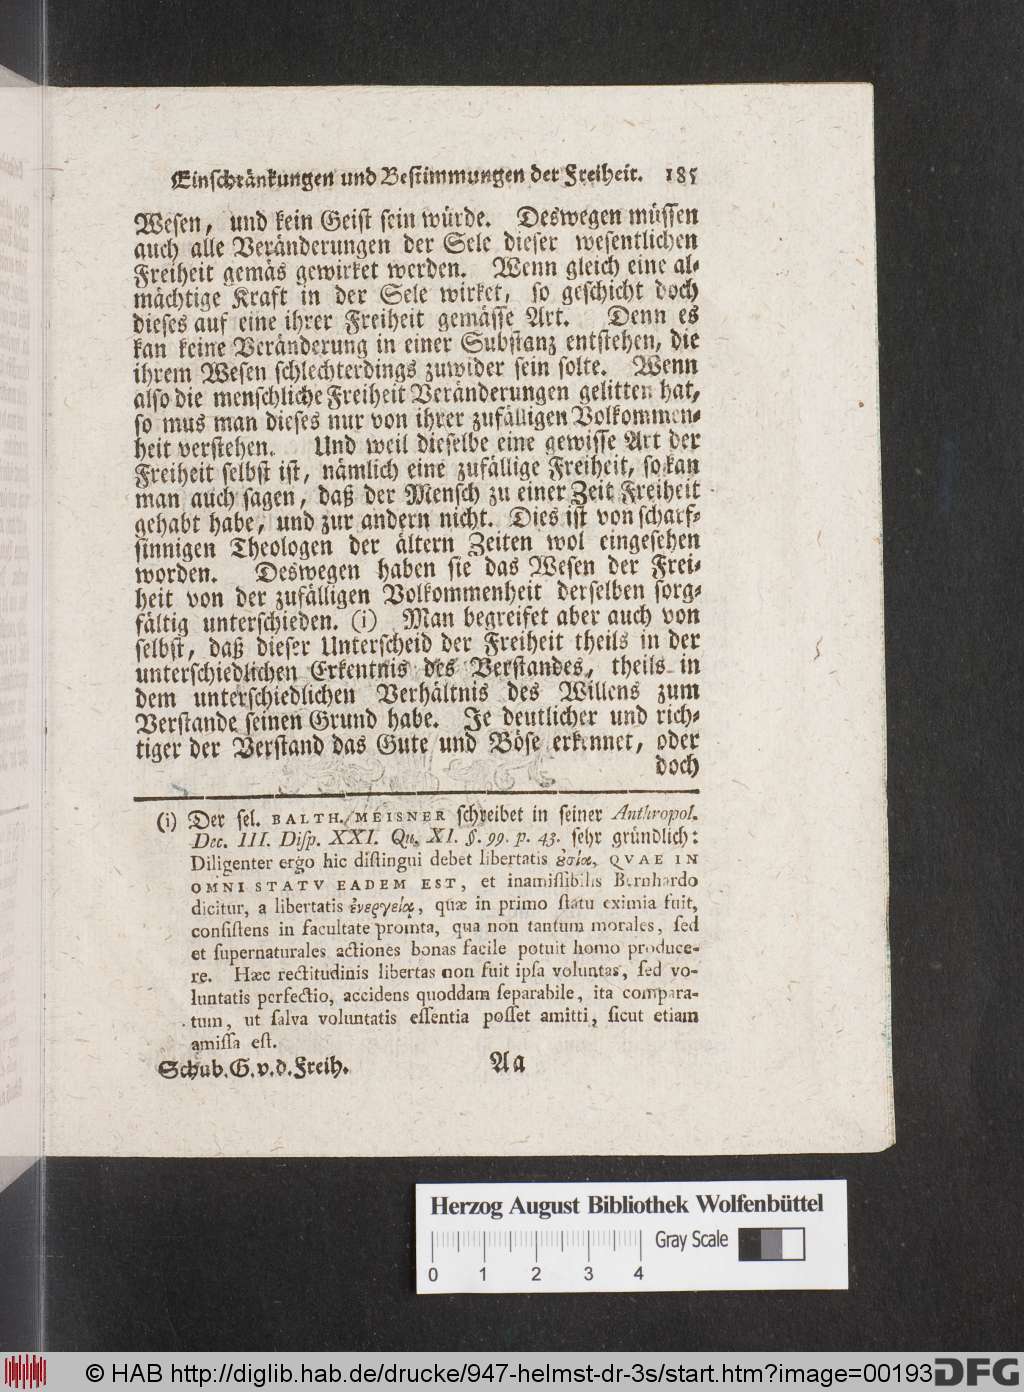 Einschränkungen und Bestimmungen der Freiheit. 185
Wesen, und kein Geist sein würde. Deswegen müssen
auch alle Veränderungen der Sele dieser wesentlichen
Freiheit gemäs gewirket werden. Wenn gleich eine al-
mächtige Kraft in der Sele wirket, so geschicht doch
dieses auf eine ihrer Freiheit gemässe Art. Denn es
kan keine Veränderung in einer Substanz entstehen, die
ihrem Wesen schlechterdings zuwider sein solte. Wenn
also die menschliche Freiheit Veränderungen gelitten hat,
so mus man dieses nur von ihrer zufälligen Volkommen-
heit verstehen. Und weil dieselbe eine gewisse Art der
Freiheit selbst ist, nämlich eine zufällige Freiheit, so kan
man auch sagen, daß der Mensch zu einer Zeit Freiheit
gehabt habe, und zur andern nicht. Dies ist von scharf-
sinnigen Theologen der ältern Zeiten wol eingesehen
worden. Deswegen haben sie das Wesen der Frei-
heit von der zufälligen Volkommenheit derselben sorg-
fältig unterschieden. (i) Man begreifet aber auch von
selbst, daß dieser Unterscheid der Freiheit theils in der
unterschiedlichen Erkentnis des Verstandes, theils in
dem unterschiedlichen Verhältnis des Willens zum
Verstande seinen Grund habe. Je deutlicher und rich-
tiger der Verstand das Gute und Böse erkennet, oder
doch
(i) Der sel. BALTH. MEISNER schreibet in seiner Anthropol.
Dec. III. Disp. XXI. Qu. XI. §. 99. p. 43. sehr gründlich:
Diligenter ergo hic distingui debet libertatis ȣ̓σία, QVAE IN
OMNI STATV EADEM EST, et inamissibilis Bernhardo
dicitur, a libertatis ἐνεργείᾳ, quæ in primo statu eximia fuit,
consistens in facultate promta, qua non tantum morales, sed
et supernaturales actiones bonas facile potuit homo produce-
re. Hæc rectitudinis libertas non fuit ipsa voluntas, sed vo-
luntatis perfectio, accidens quoddam separabile, ita compara-
tum, ut salva voluntatis essentia posset amitti, sicut etiam
amissa est.
Schub. G. v. d. Freih. Aa
Herzog August Bibliothek Wolfenbüttel
Gray Scale
0 1 2 3 4
© HAB http://diglib.hab.de/drucke/947-helmst-dr-3s/start.htm?image=00193 DFG